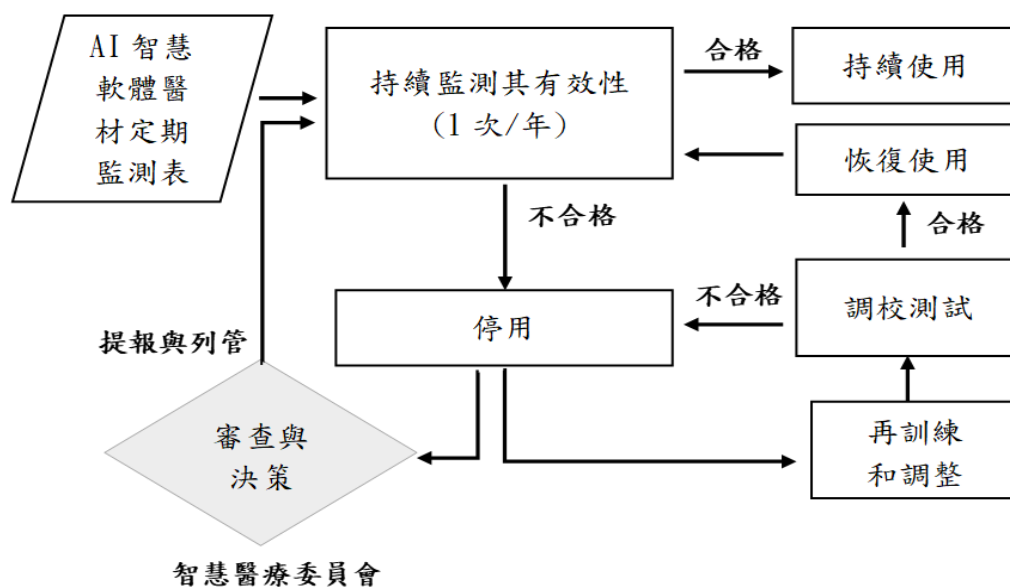 AI 智慧
軟體醫
材定期
監測表
持續監測其有效性
(1 次/年)
合格
持續使用
恢復使用
合格
不合格
調校測試
不合格
停用
提報與列管
審查與
決策
再訓練
和調整
智慧醫療委員會